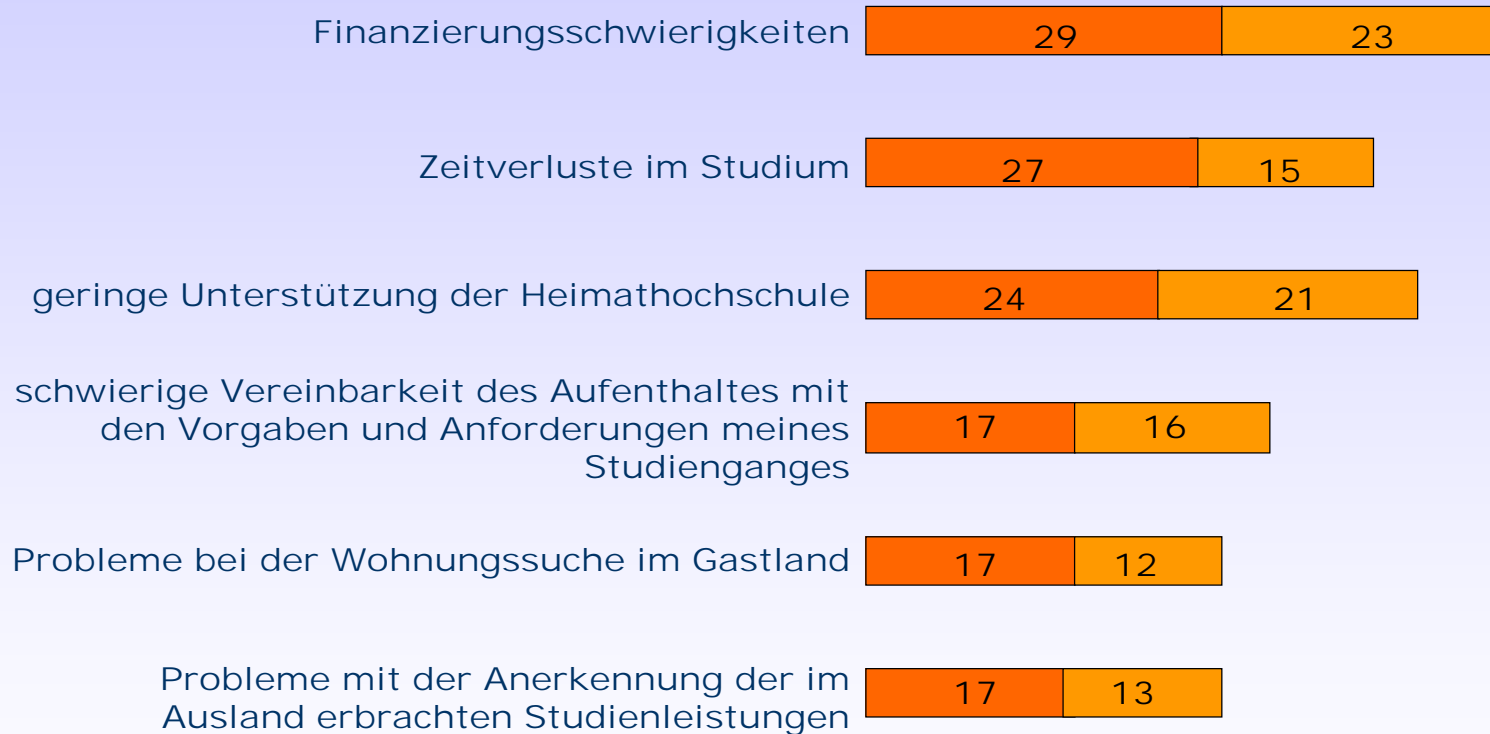 Finanzierungsschwierigkeiten 29 23
Zeitverluste im Studium 27 15
geringe Unterstützung der Heimathochschule 24 21
schwierige Vereinbarkeit des Aufenthaltes mit
den Vorgaben und Anforderungen meines 17 16
Studienganges
Probleme bei der Wohnungssuche im Gastland 17 12
Probleme mit der Anerkennung der im
Ausland erbrachten Studienleistungen 17 13